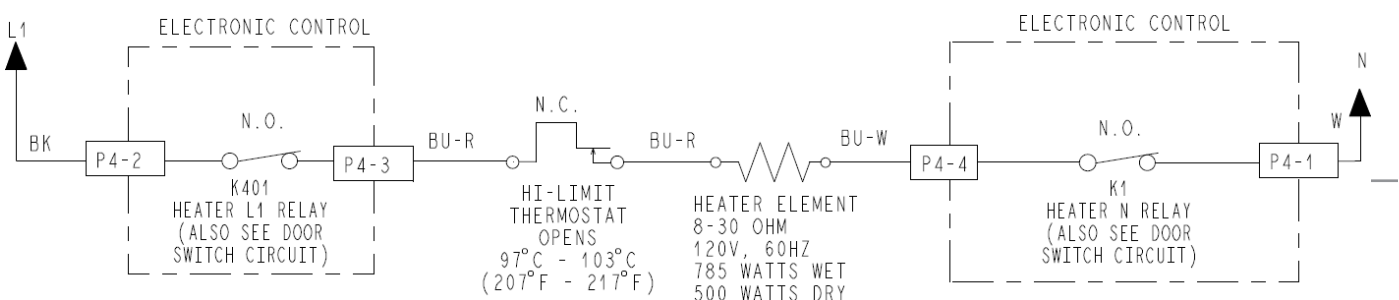 L1
ELECTRONIC CONTROL
ELECTRONIC CONTROL
N
N.C.
N.O.
N.O.
BK
P4-2
P4-3
BU-R
BU-R
BU-W
P4-4
P4-1
W
K401
HEATER L1 RELAY
(ALSO SEE DOOR
SWITCH CIRCUIT)
HI-LIMIT
THERMOSTAT
OPENS
97°C - 103°C
(207°F - 217°F)
HEATER ELEMENT
8-30 OHM
120V, 60HZ
785 WATTS WET
500 WATTS DRY
K1
HEATER N RELAY
(ALSO SEE DOOR
SWITCH CIRCUIT)